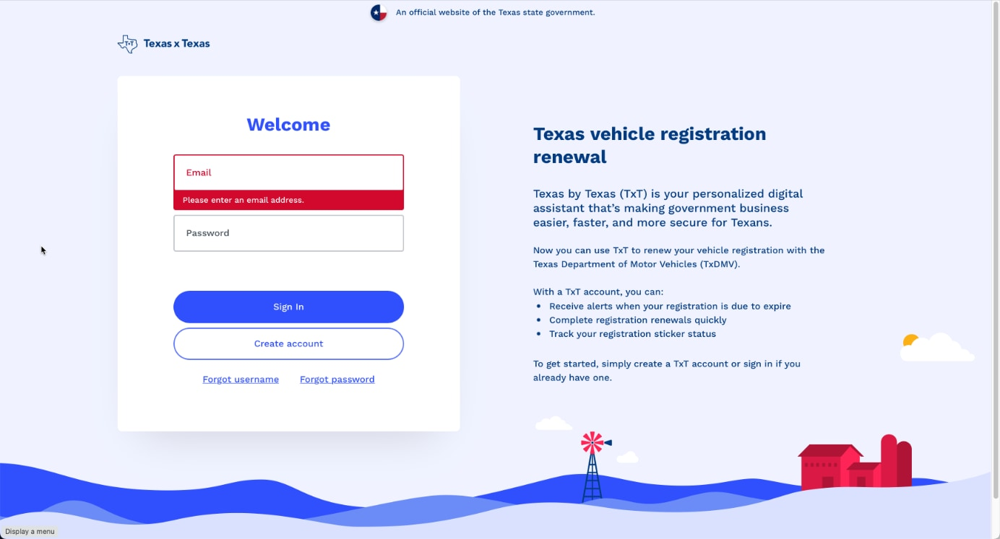 An official website of the Texas state government.
T★T Texas x Texas
Welcome
Email
Please enter an email address.
Password
Sign In
Create account
Forgot username Forgot password
Texas vehicle registration
renewal
Texas by Texas (TxT) is your personalized digital
assistant that’s making government business
easier, faster, and more secure for Texans.
Now you can use TxT to renew your vehicle registration with the
Texas Department of Motor Vehicles (TxDMV).
With a TxT account, you can:
• Receive alerts when your registration is due to expire
• Complete registration renewals quickly
• Track your registration sticker status
To get started, simply create a TxT account or sign in if you
already have one.
Display a menu